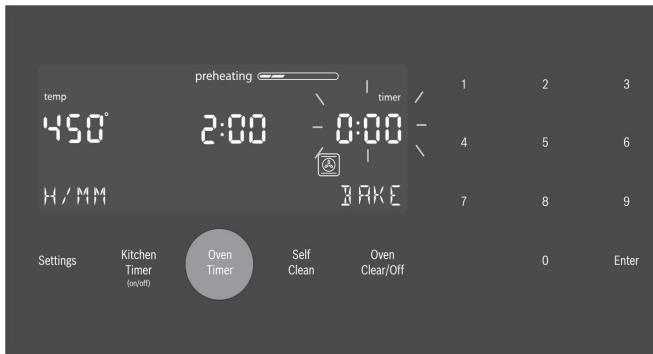 preheating
temp
timer
450°
2:00
0:00
H/MM
BAKE
1 2 3
4 5 6
7 8 9
0 Enter
Settings
Kitchen
Timer
(on/off)
Oven
Timer
Self
Clean
Oven
Clear/Off